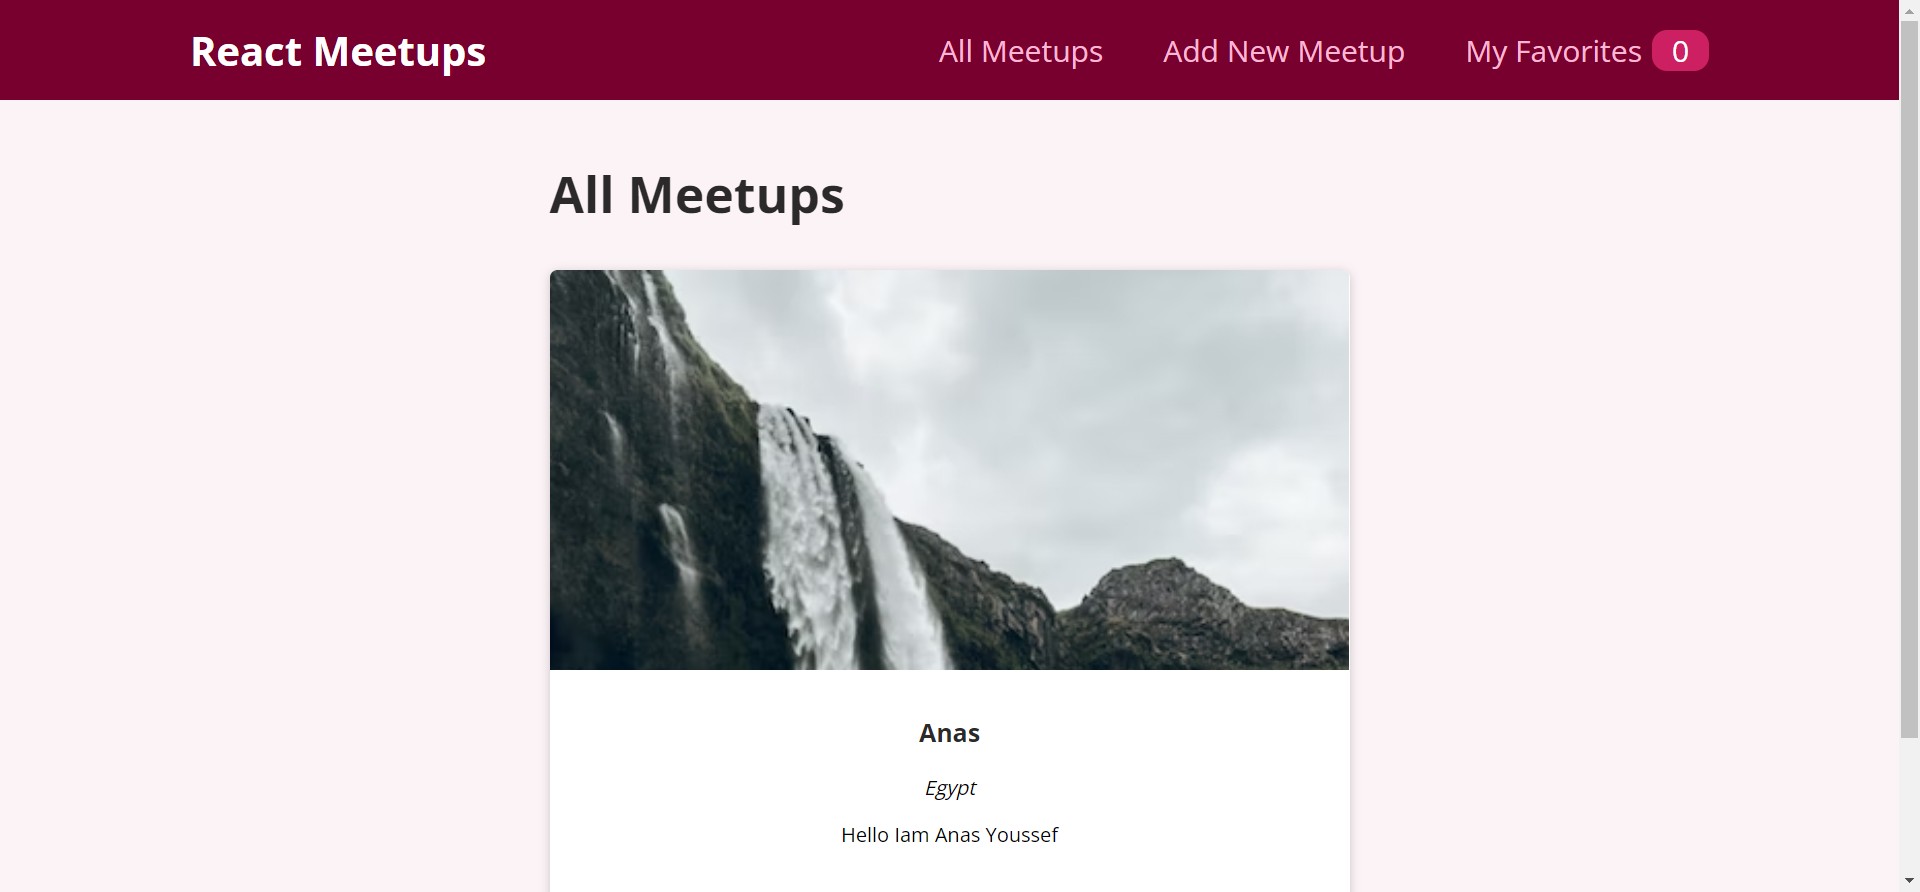 React Meetups
All Meetups
Add New Meetup
My Favorites 0
All Meetups
Anas
Egypt
Hello Iam Anas Youssef